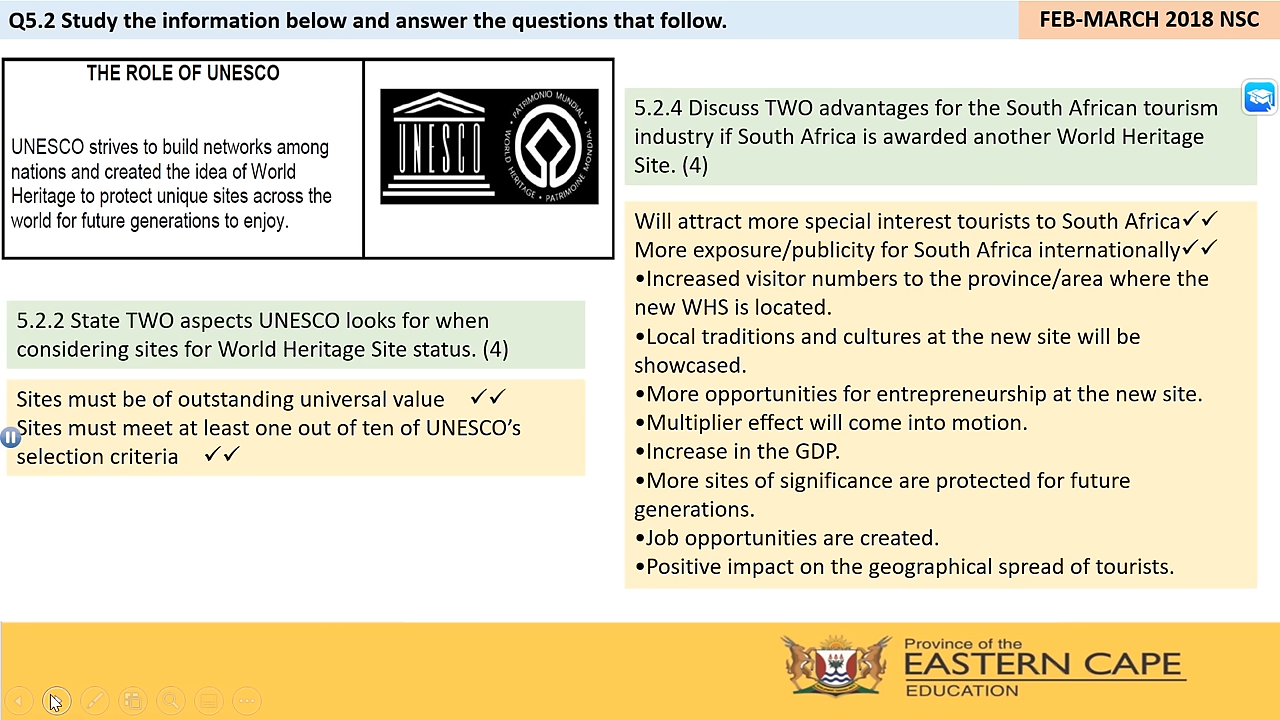 Q5.2 Study the information below and answer the questions that follow.
FEB-MARCH 2018 NSC
THE ROLE OF UNESCO
UNESCO strives to build networks among
nations and created the idea of World
Heritage to protect unique sites across the
world for future generations to enjoy.
UNESCO
WORLD HERITAGE • PATRIMONIO MUNDIAL • PATRIMOINE MONDIAL •
5.2.2 State TWO aspects UNESCO looks for when
considering sites for World Heritage Site status. (4)
Sites must be of outstanding universal value ✓✓
Sites must meet at least one out of ten of UNESCO’s
selection criteria ✓✓
5.2.4 Discuss TWO advantages for the South African tourism
industry if South Africa is awarded another World Heritage
Site. (4)
Will attract more special interest tourists to South Africa✓✓
More exposure/publicity for South Africa internationally✓✓
•Increased visitor numbers to the province/area where the
new WHS is located.
•Local traditions and cultures at the new site will be
showcased.
•More opportunities for entrepreneurship at the new site.
•Multiplier effect will come into motion.
•Increase in the GDP.
•More sites of significance are protected for future
generations.
•Job opportunities are created.
•Positive impact on the geographical spread of tourists.
Province of the
EASTERN CAPE
EDUCATION